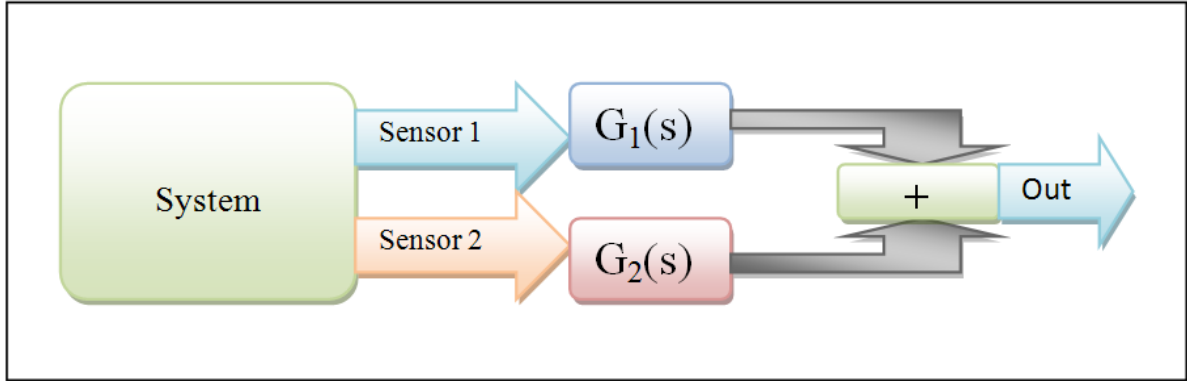 System
Sensor 1
G₁(s)
Sensor 2
G₂(s)
+
Out